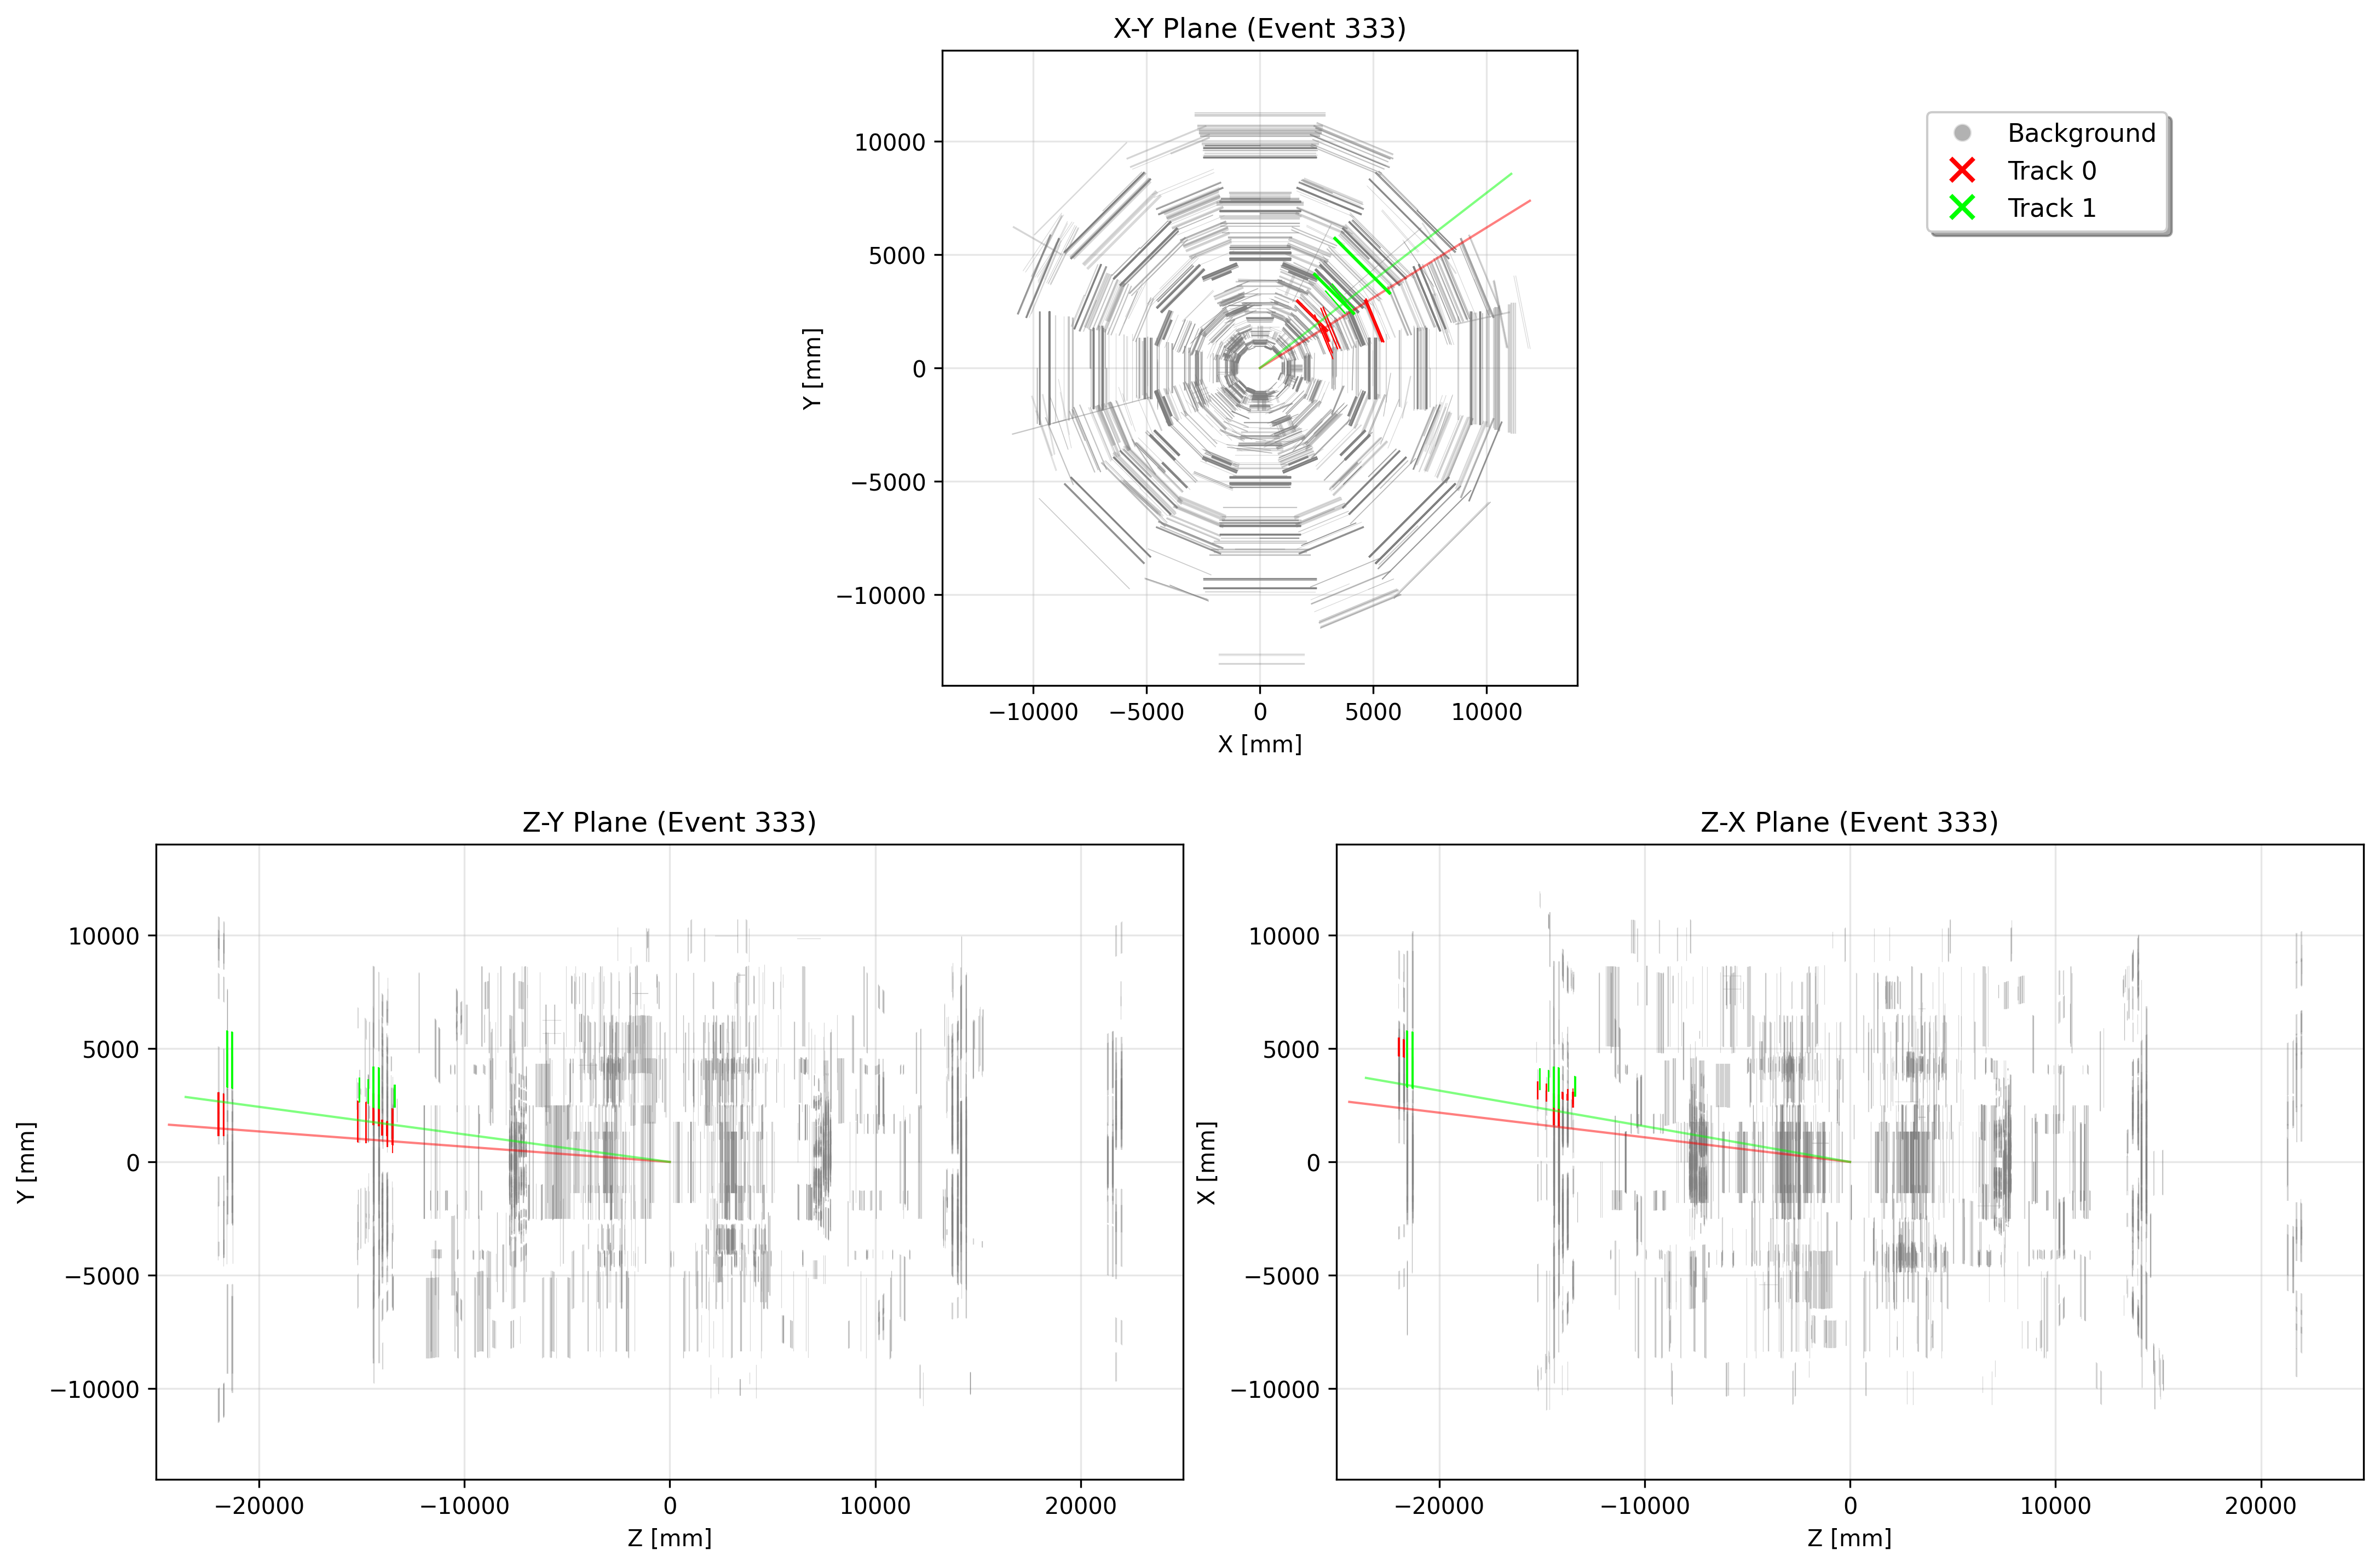 X-Y Plane (Event 333)
Background
Track 0
Track 1
10000
5000
0
−5000
−10000
Y [mm]
−10000 −5000 0 5000 10000
X [mm]
Z-Y Plane (Event 333)
10000
5000
0
−5000
−10000
Y [mm]
−20000 −10000 0 10000 20000
Z [mm]
Z-X Plane (Event 333)
10000
5000
0
−5000
−10000
X [mm]
−20000 −10000 0 10000 20000
Z [mm]